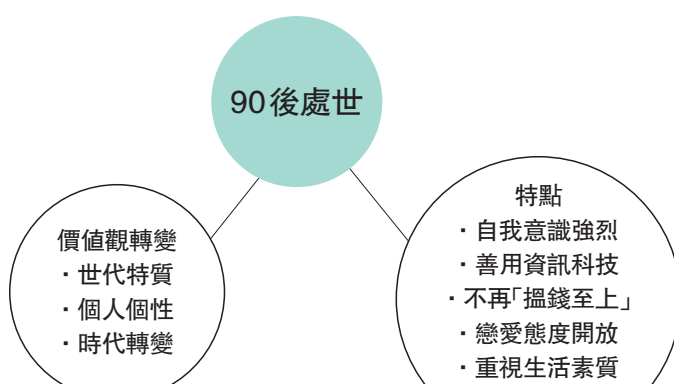 90後處世
價值觀轉變
・世代特質
・個人個性
・時代轉變
特點
・自我意識強烈
・善用資訊科技
・不再「搵錢至上」
・戀愛態度開放
・重視生活素質